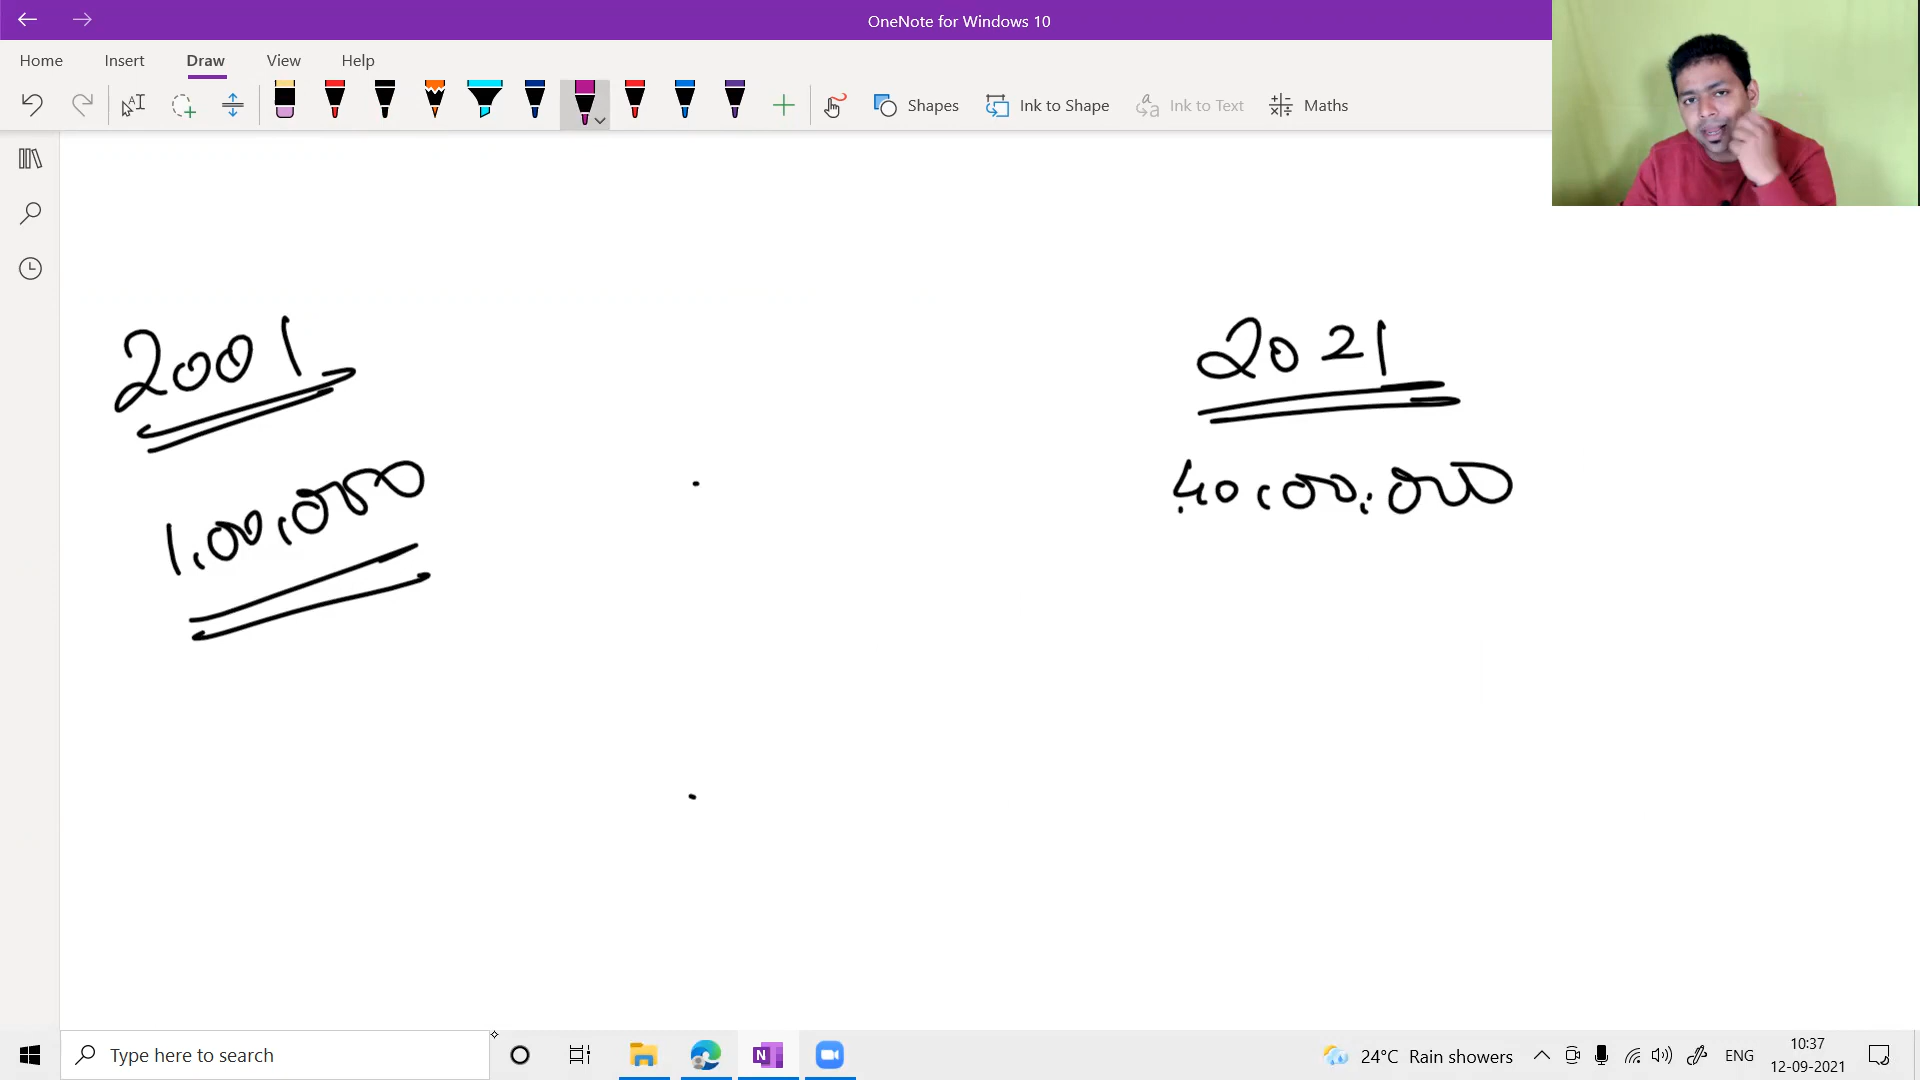 OneNote for Windows 10
Home Insert Draw View Help
Shapes Ink to Shape Ink to Text Maths
2001 2021
1,00,000 40,00,000
Type here to search
24°C Rain showers ENG 10:37
12-09-2021